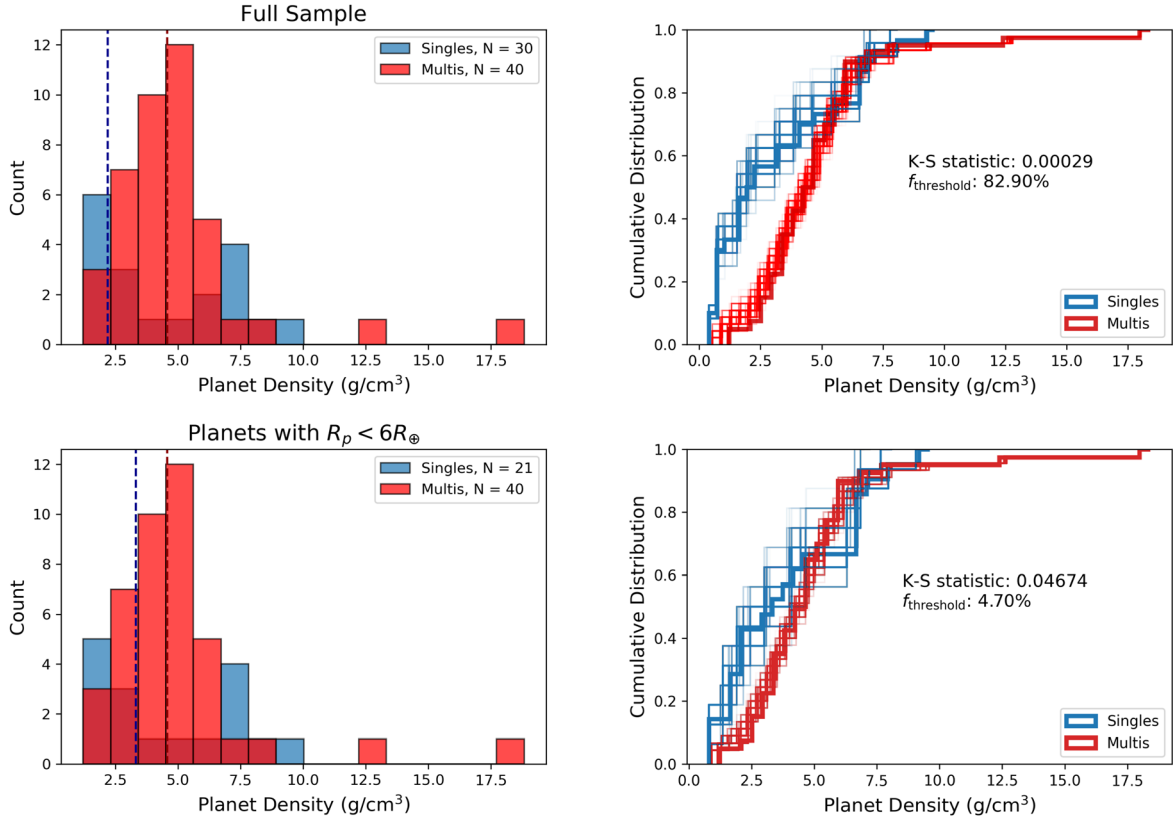 Full Sample
Singles, N = 30
Multis, N = 40
Count
12
10
8
6
4
2
0
2.5 5.0 7.5 10.0 12.5 15.0 17.5
Planet Density (g/cm³)
Cumulative Distribution
1.0
0.8
0.6
0.4
0.2
0.0
K-S statistic: 0.00029
f_threshold: 82.90%
Singles
Multis
0.0 2.5 5.0 7.5 10.0 12.5 15.0 17.5
Planet Density (g/cm³)
Planets with Rₚ < 6R⊕
Singles, N = 21
Multis, N = 40
Count
12
10
8
6
4
2
0
2.5 5.0 7.5 10.0 12.5 15.0 17.5
Planet Density (g/cm³)
Cumulative Distribution
1.0
0.8
0.6
0.4
0.2
0.0
K-S statistic: 0.04674
f_threshold: 4.70%
Singles
Multis
0.0 2.5 5.0 7.5 10.0 12.5 15.0 17.5
Planet Density (g/cm³)